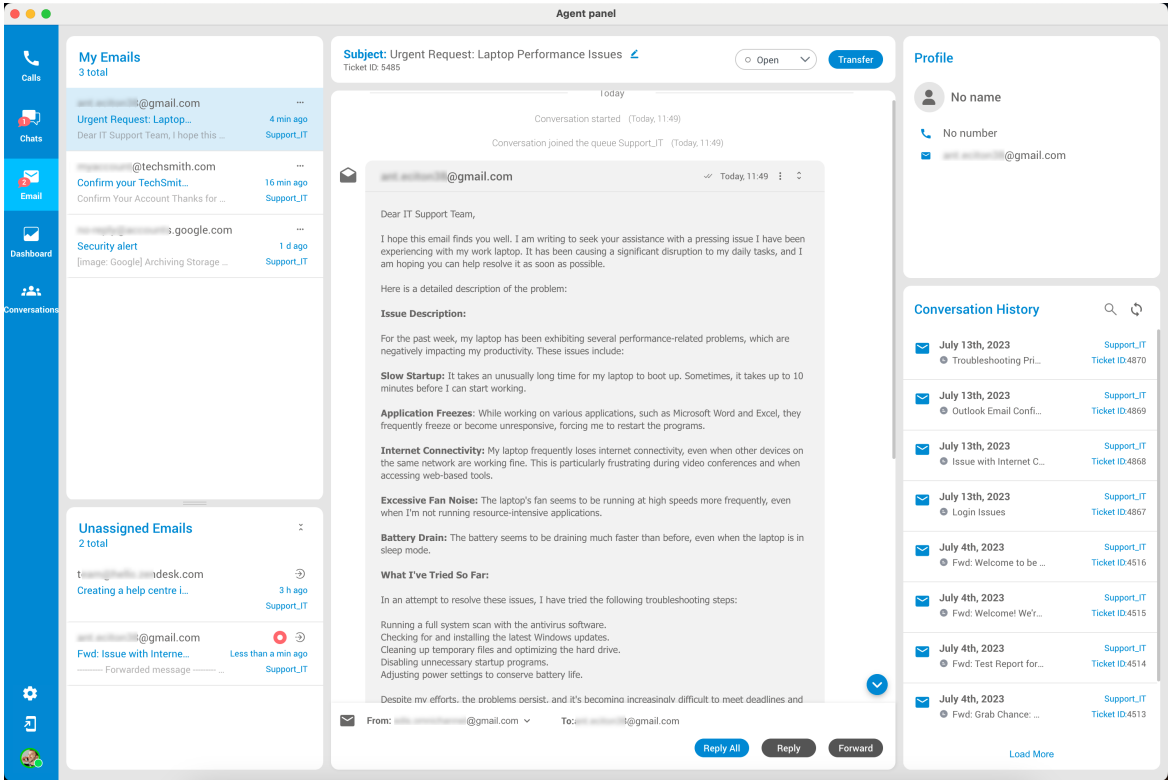 Agent panel
Calls
1
Chats
2
Email
Dashboard
Conversations
My Emails
3 total
@gmail.com
Urgent Request: Laptop... 4 min ago
Dear IT Support Team, I hope this ... Support_IT
@techsmith.com
Confirm your TechSmit... 16 min ago
Confirm Your Account Thanks for ... Support_IT
.google.com
Security alert 1 d ago
[image: Google] Archiving Storage ... Support_IT
Unassigned Emails
2 total
desk.com
Creating a help centre i... 3 h ago
Support_IT
@gmail.com
Fwd: Issue with Interne... Less than a min ago
-------- Forwarded message -------- ... Support_IT
Subject: Urgent Request: Laptop Performance Issues
Ticket ID: 5485
Open
Transfer
Today
Conversation started (Today, 11:49)
Conversation joined the queue Support_IT (Today, 11:49)
@gmail.com Today, 11:49
Dear IT Support Team,
I hope this email finds you well. I am writing to seek your assistance with a pressing issue I have been
experiencing with my work laptop. It has been causing a significant disruption to my daily tasks, and I
am hoping you can help resolve it as soon as possible.
Here is a detailed description of the problem:
Issue Description:
For the past week, my laptop has been exhibiting several performance-related problems, which are
negatively impacting my productivity. These issues include:
Slow Startup: It takes an unusually long time for my laptop to boot up. Sometimes, it takes up to 10
minutes before I can start working.
Application Freezes: While working on various applications, such as Microsoft Word and Excel, they
frequently freeze or become unresponsive, forcing me to restart the programs.
Internet Connectivity: My laptop frequently loses internet connectivity, even when other devices on
the same network are working fine. This is particularly frustrating during video conferences and when
accessing web-based tools.
Excessive Fan Noise: The laptop's fan seems to be running at high speeds more frequently, even
when I'm not running resource-intensive applications.
Battery Drain: The battery seems to be draining much faster than before, even when the laptop is in
sleep mode.
What I've Tried So Far:
In an attempt to resolve these issues, I have tried the following troubleshooting steps:
Running a full system scan with the antivirus software.
Checking for and installing the latest Windows updates.
Cleaning up temporary files and optimizing the hard drive.
Disabling unnecessary startup programs.
Adjusting power settings to conserve battery life.
Despite my efforts, the problems persist, and it's becoming increasingly difficult to meet deadlines and
From: @gmail.com To: @gmail.com
Reply All
Reply
Forward
Profile
No name
No number
@gmail.com
Conversation History
July 13th, 2023 Support_IT
Troubleshooting Pri... Ticket ID:4870
July 13th, 2023 Support_IT
Outlook Email Confi... Ticket ID:4869
July 13th, 2023 Support_IT
Issue with Internet C... Ticket ID:4868
July 13th, 2023 Support_IT
Login Issues Ticket ID:4867
July 4th, 2023 Support_IT
Fwd: Welcome to be ... Ticket ID:4516
July 4th, 2023 Support_IT
Fwd: Welcome! We'r... Ticket ID:4515
July 4th, 2023 Support_IT
Fwd: Test Report for... Ticket ID:4514
July 4th, 2023 Support_IT
Fwd: Grab Chance: ... Ticket ID:4513
Load More